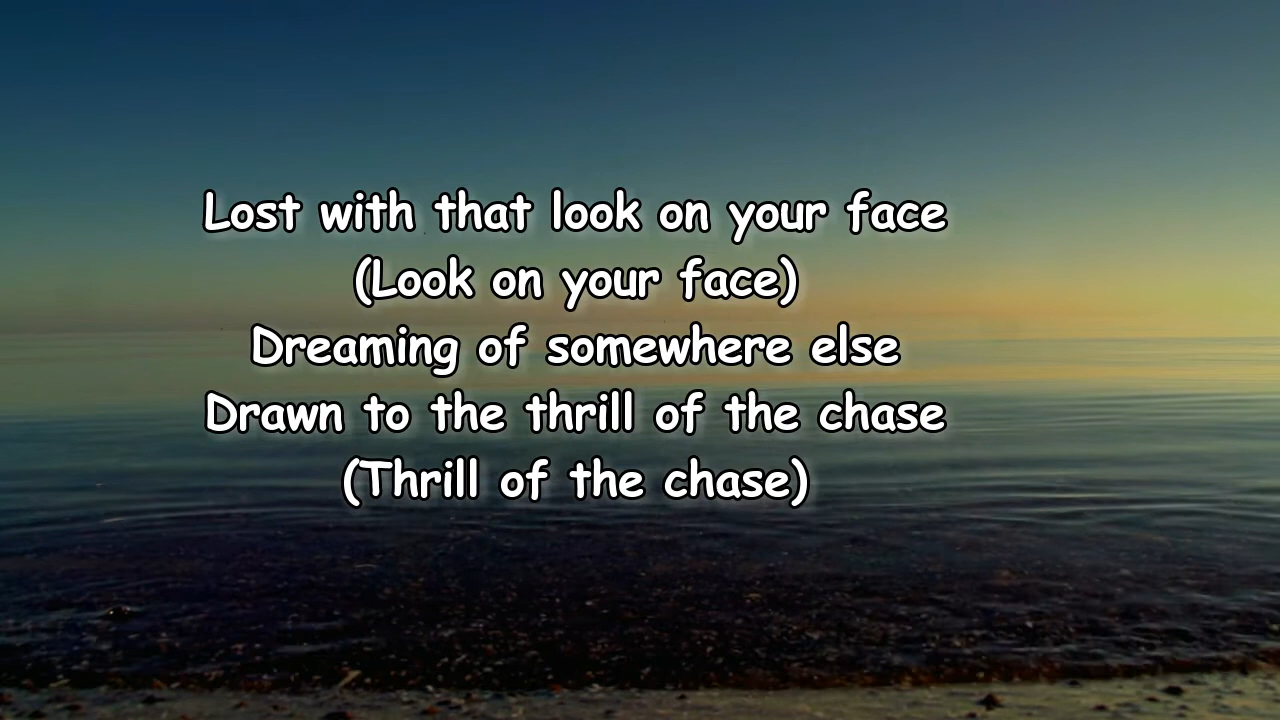 Lost with that look on your face
(Look on your face)
Dreaming of somewhere else
Drawn to the thrill of the chase
(Thrill of the chase)